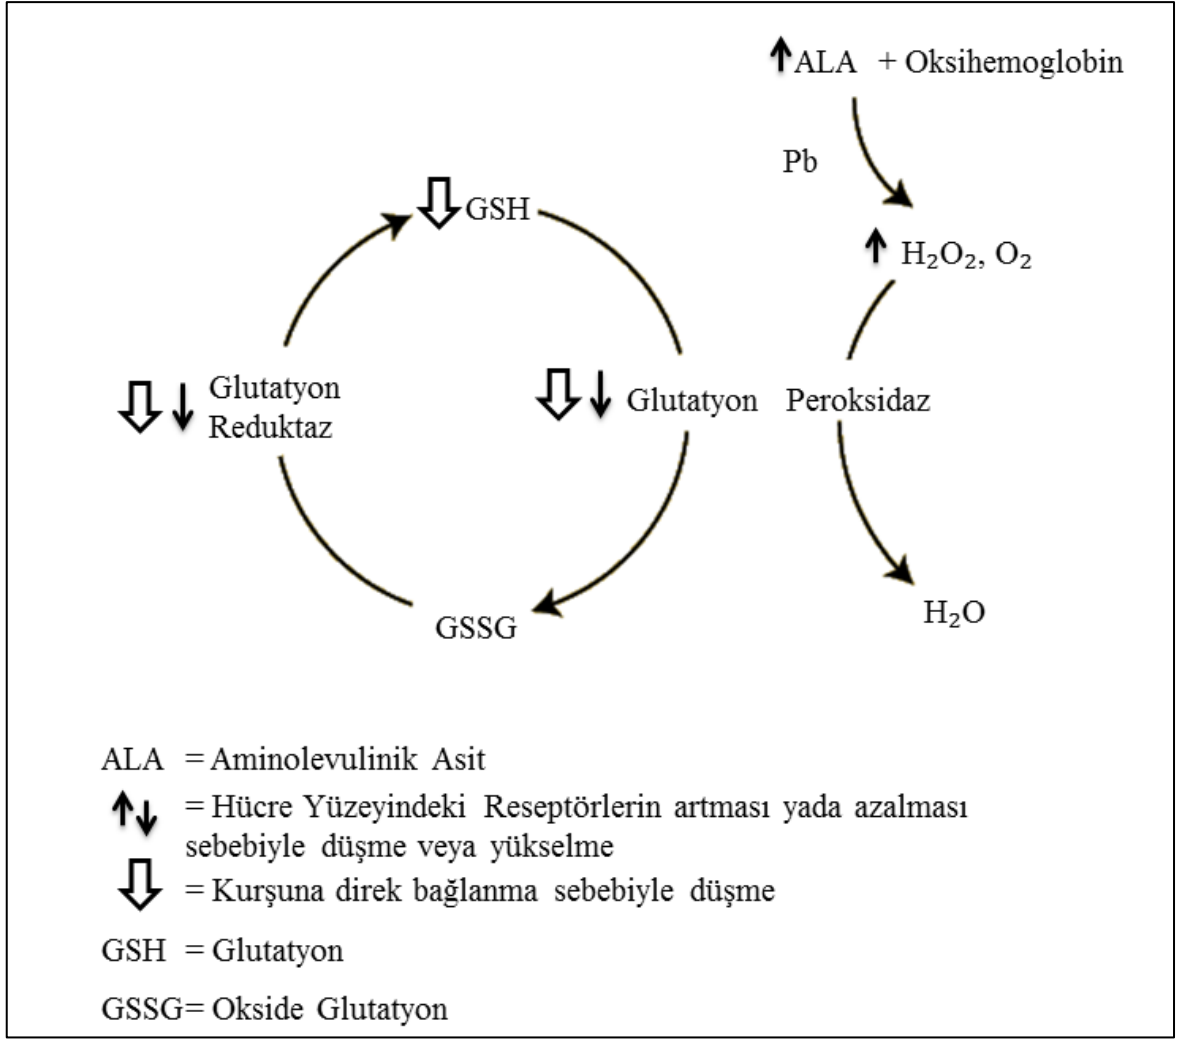 ALA + Oksihemoglobin
Pb
GSH
H₂O₂, O₂
Glutatyon
Reduktaz
Glutatyon Peroksidaz
H₂O
GSSG
ALA = Aminolevulinik Asit
= Hücre Yüzeyindeki Reseptörlerin artması yada azalması
sebebiyle düşme veya yükselme
= Kurşuna direk bağlanma sebebiyle düşme
GSH = Glutatyon
GSSG= Okside Glutatyon